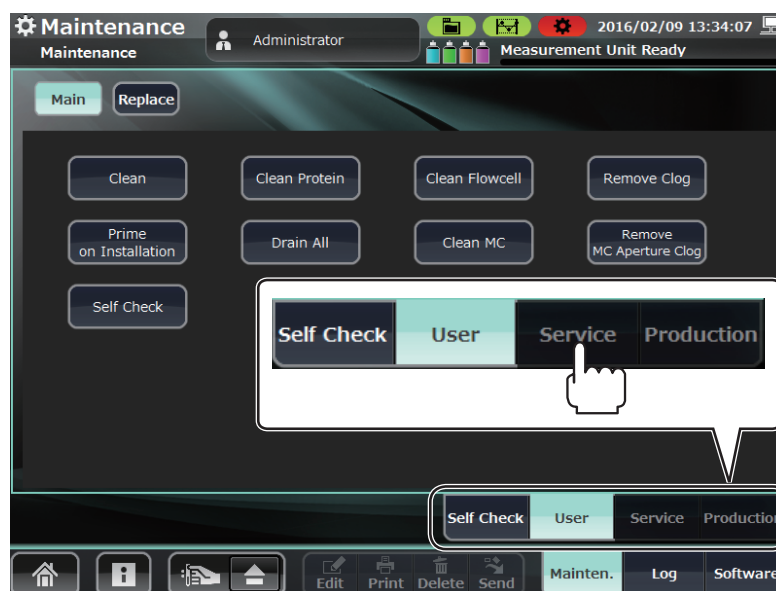 Maintenance
Maintenance
Administrator
2016/02/09 13:34:07
Measurement Unit Ready
Main
Replace
Clean
Clean Protein
Clean Flowcell
Remove Clog
Prime
on Installation
Drain All
Clean MC
Remove
MC Aperture Clog
Self Check
Self Check
User
Service
Production
Self Check
User
Service
Production
Edit
Print
Delete
Send
Mainten.
Log
Software